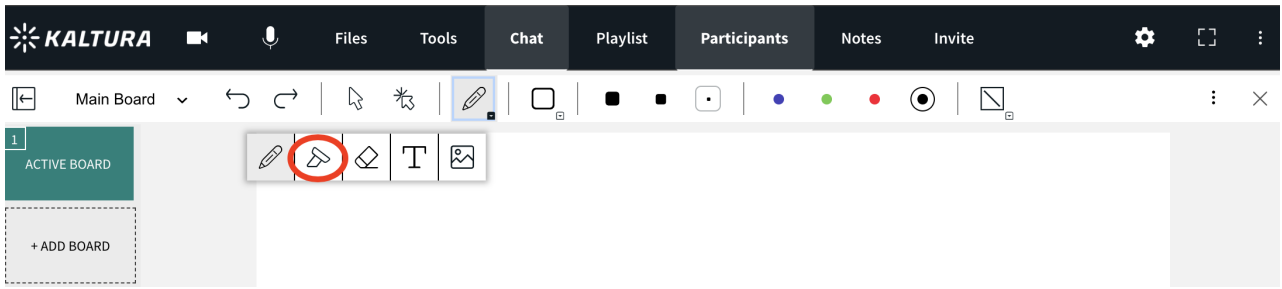 KALTURA Files Tools Chat Playlist Participants Notes Invite
Main Board
1
ACTIVE BOARD
T
+ ADD BOARD